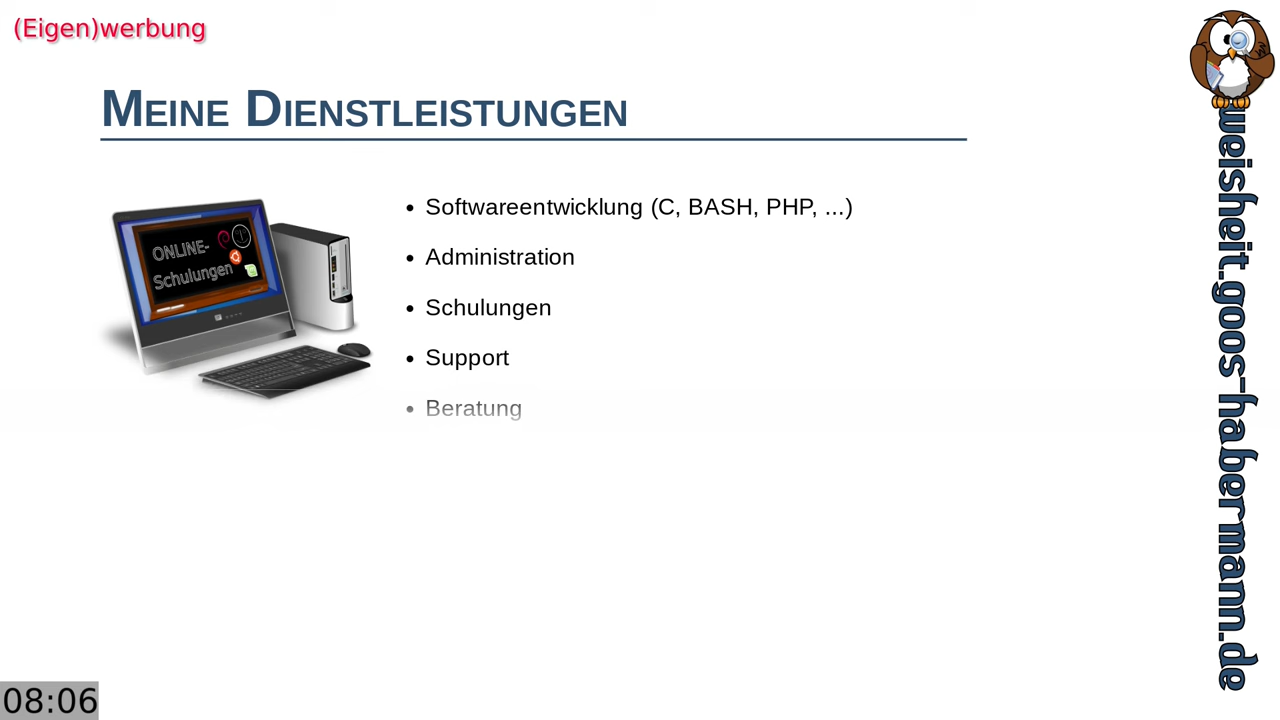 (Eigen)werbung
MEINE DIENSTLEISTUNGEN
ONLINE-
Schulungen
• Softwareentwicklung (C, BASH, PHP, ...)
• Administration
• Schulungen
• Support
• Beratung
weisheit.goos-habermann.de
08:06